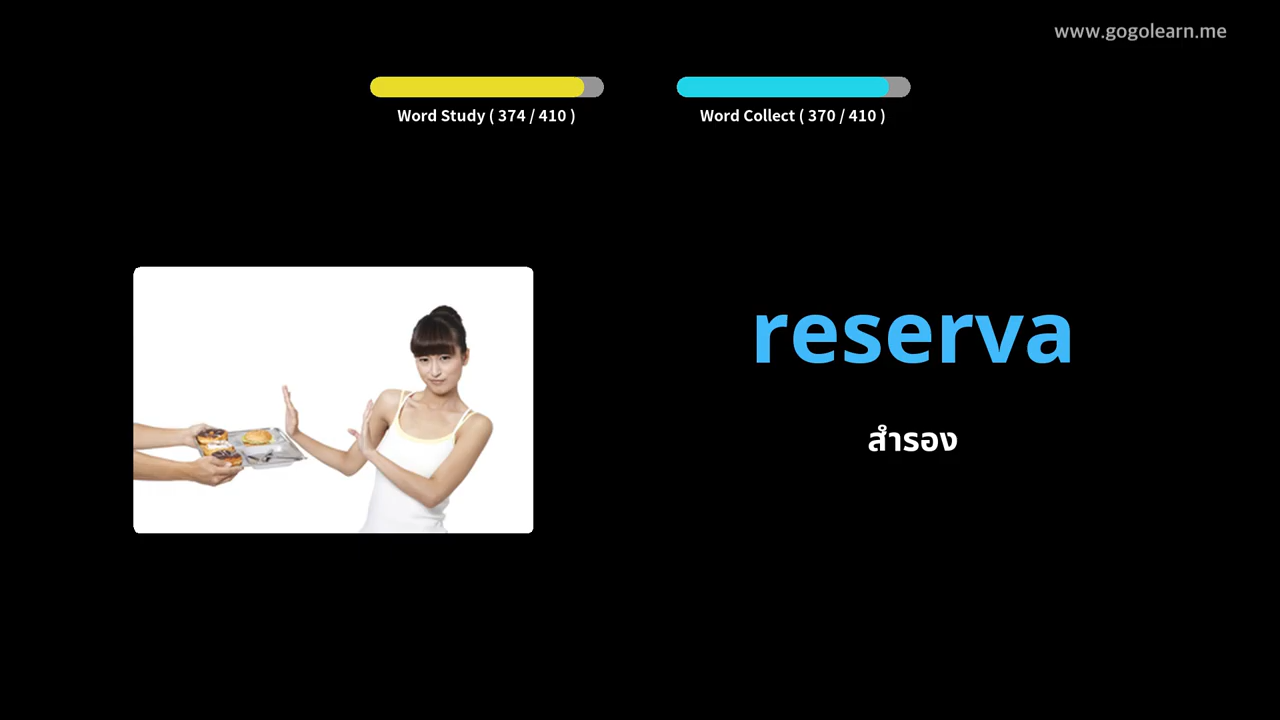 www.gogolearn.me
Word Study ( 374 / 410 )
Word Collect ( 370 / 410 )
reserva
สำรอง